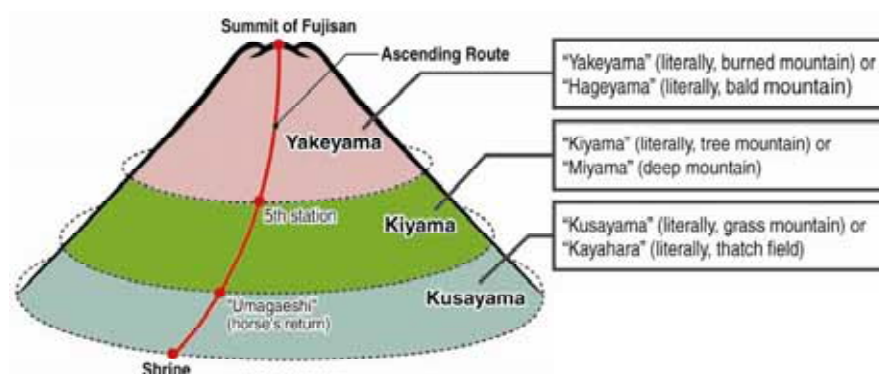 Summit of Fujisan
Ascending Route
"Yakeyama" (literally, burned mountain) or
"Hageyama" (literally, bald mountain)
Yakeyama
"Kiyama" (literally, tree mountain) or
"Miyama" (deep mountain)
5th station
Kiyama
"Kusayama" (literally, grass mountain) or
"Kayahara" (literally, thatch field)
Kusayama
"Umagaeshi"
(horse's return)
Shrine